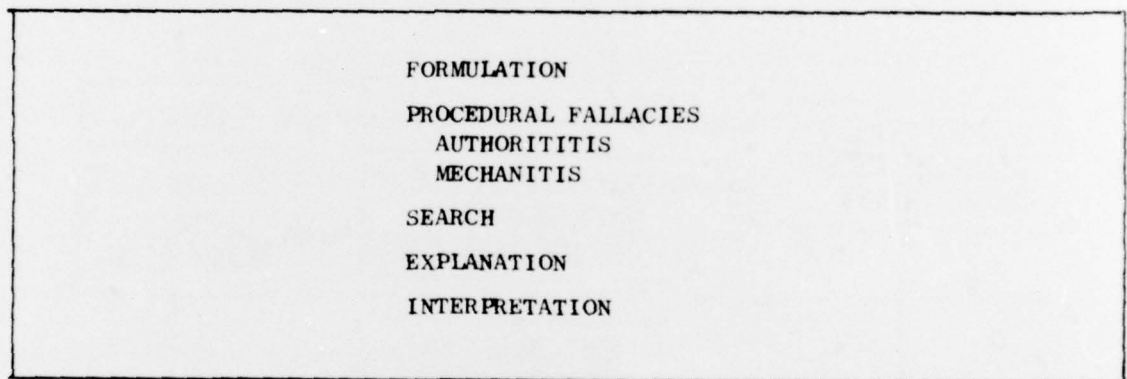 FORMULATION
PROCEDURAL FALLACIES
AUTHORITITIS
MECHANITIS
SEARCH
EXPLANATION
INTERPRETATION